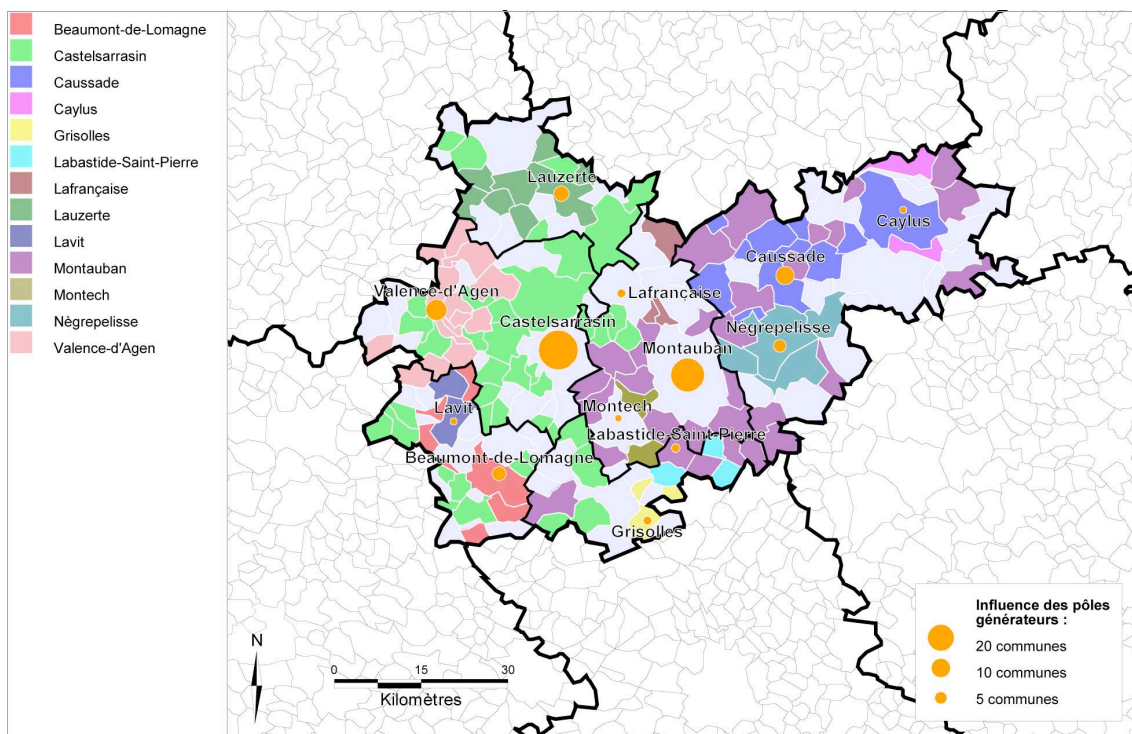 Beaumont-de-Lomagne
Castelsarrasin
Caussade
Caylus
Grisolles
Labastide-Saint-Pierre
Lafrançaise
Lauzerte
Lavit
Montauban
Montech
Nègrepelisse
Valence-d'Agen
Lauzerte
Caylus
Caussade
Valence-d'Agen
Lafrançaise
Castelsarrasin
Nègrepelisse
Montauban
Lavit
Montech
Labastide-Saint-Pierre
Beaumont-de-Lomagne
Grisolles
N
0 15 30
Kilomètres
Influence des pôles
générateurs :
20 communes
10 communes
5 communes